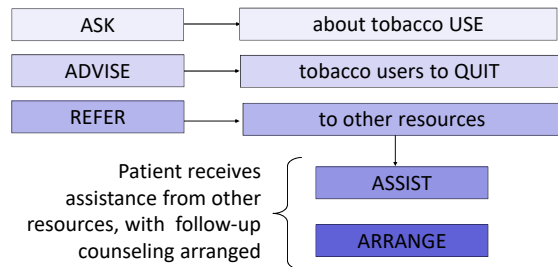 ASK
about tobacco USE
ADVISE
tobacco users to QUIT
REFER
to other resources
Patient receives
assistance from other
resources, with follow-up
counseling arranged
ASSIST
ARRANGE